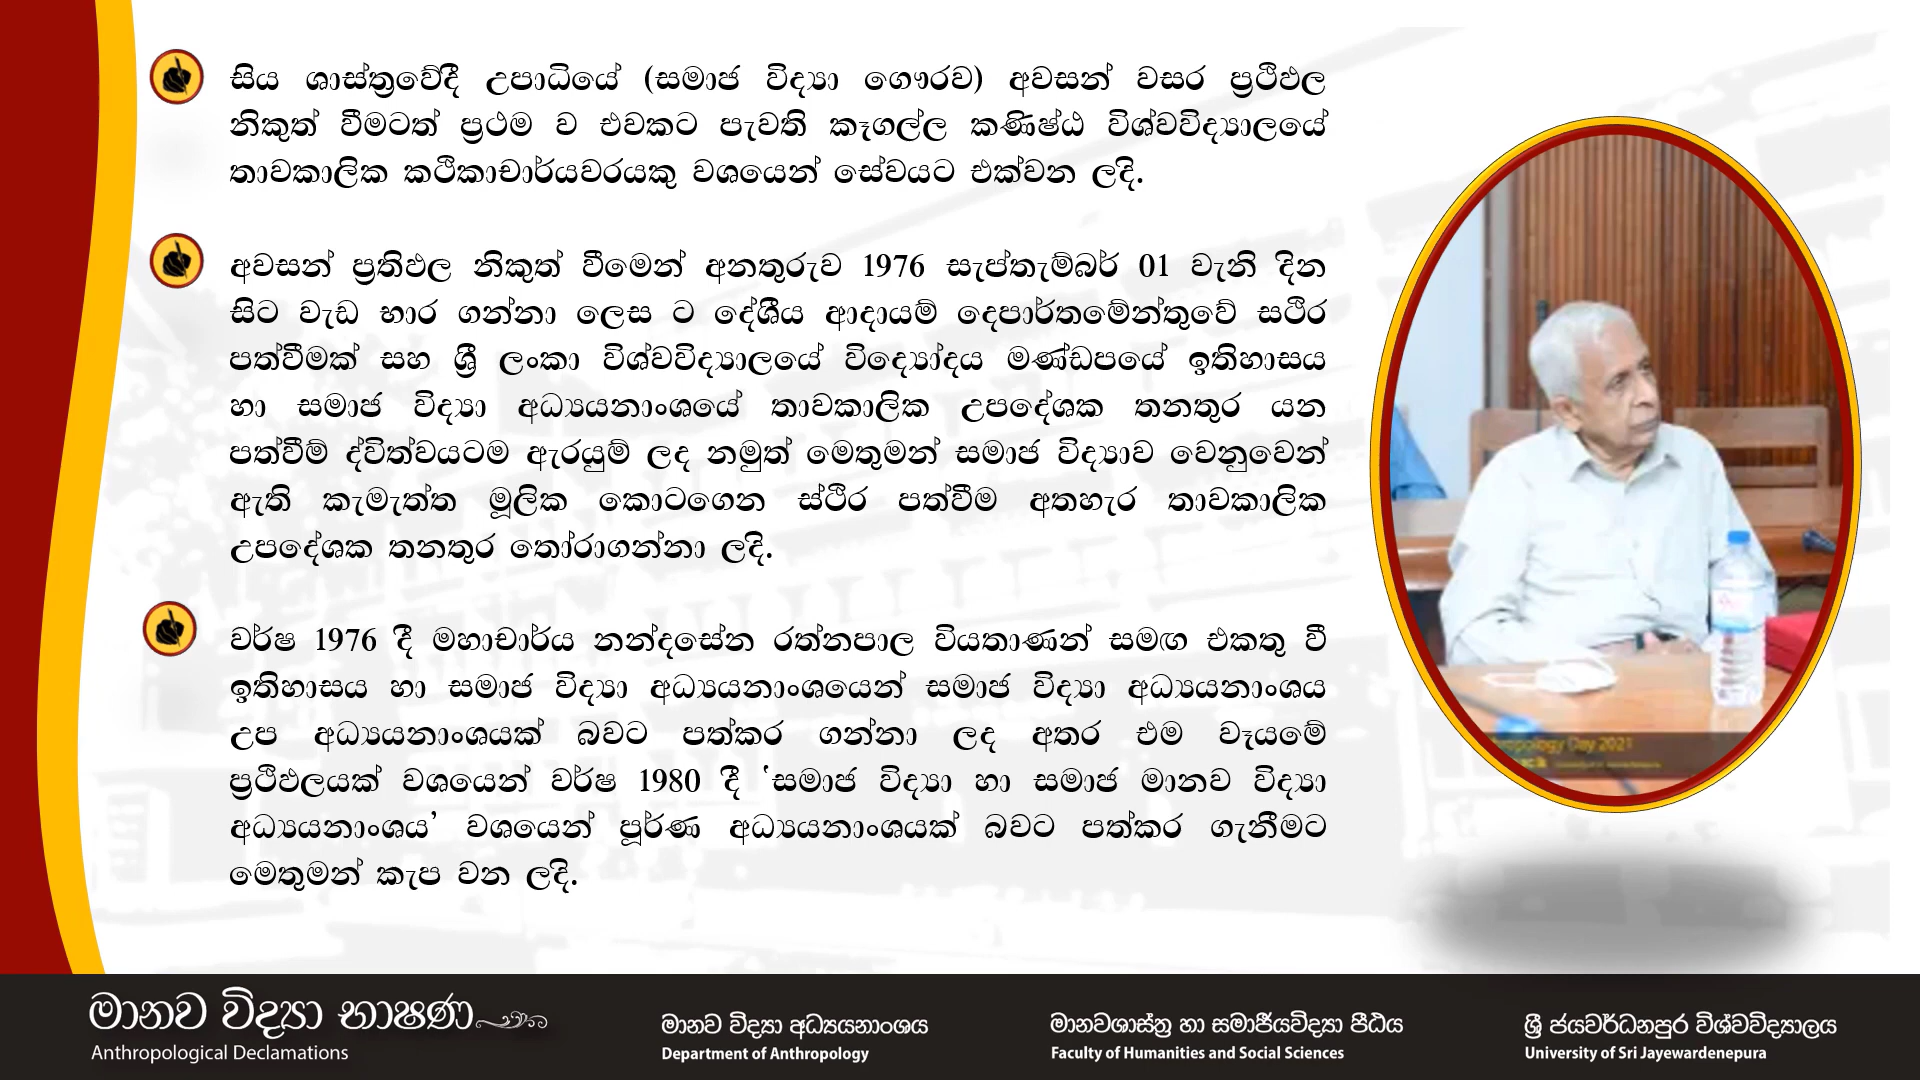 සිය ශාස්ත්‍රවේදී උපාධියේ (සමාජ විද්‍යා ගෞරව) අවසන් වසර ප්‍රථිඵල
නිකුත් වීමටත් ප්‍රථම ව එවකට පැවති කෑගල්ල කණිෂ්ඨ විශ්වවිද්‍යාලයේ
තාවකාලික කථිකාචාර්යවරයකු වශයෙන් සේවයට එක්වන ලදි.
අවසන් ප්‍රතිඵල නිකුත් වීමෙන් අනතුරුව 1976 සැප්තැම්බර් 01 වැනි දින
සිට වැඩ භාර ගන්නා ලෙස ට දේශීය ආදායම් දෙපාර්තමේන්තුවේ සථිර
පත්වීමක් සහ ශ්‍රී ලංකා විශ්වවිද්‍යාලයේ විද්‍යෝදය මණ්ඩපයේ ඉතිහාසය
හා සමාජ විද්‍යා අධ්‍යයනාංශයේ තාවකාලික උපදේශක තනතුර යන
පත්වීම් ද්විත්වයටම ඇරයුම් ලද නමුත් මෙතුමන් සමාජ විද්‍යාව වෙනුවෙන්
ඇති කැමැත්ත මූලික කොටගෙන ස්ථිර පත්වීම අතහැර තාවකාලික
උපදේශක තනතුර තෝරාගන්නා ලදි.
වර්ෂ 1976 දී මහාචාර්ය නන්දසේන රත්නපාල වියතාණන් සමඟ එකතු වී
ඉතිහාසය හා සමාජ විද්‍යා අධ්‍යයනාංශයෙන් සමාජ විද්‍යා අධ්‍යයනාංශය
උප අධ්‍යයනාංශයක් බවට පත්කර ගන්නා ලද අතර එම වෑයමේ
ප්‍රථිඵලයක් වශයෙන් වර්ෂ 1980 දී ‘සමාජ විද්‍යා හා සමාජ මානව විද්‍යා
අධ්‍යයනාංශය’ වශයෙන් පූර්ණ අධ්‍යයනාංශයක් බවට පත්කර ගැනීමට
මෙතුමන් කැප වන ලදි.
Anthropology Day 2021
මානව විද්‍යා භාෂණ
Anthropological Declamations
මානව විද්‍යා අධ්‍යයනාංශය
Department of Anthropology
මානවශාස්ත්‍ර හා සමාජීයවිද්‍යා පීඨය
Faculty of Humanities and Social Sciences
ශ්‍රී ජයවර්ධනපුර විශ්වවිද්‍යාලය
University of Sri Jayewardenepura